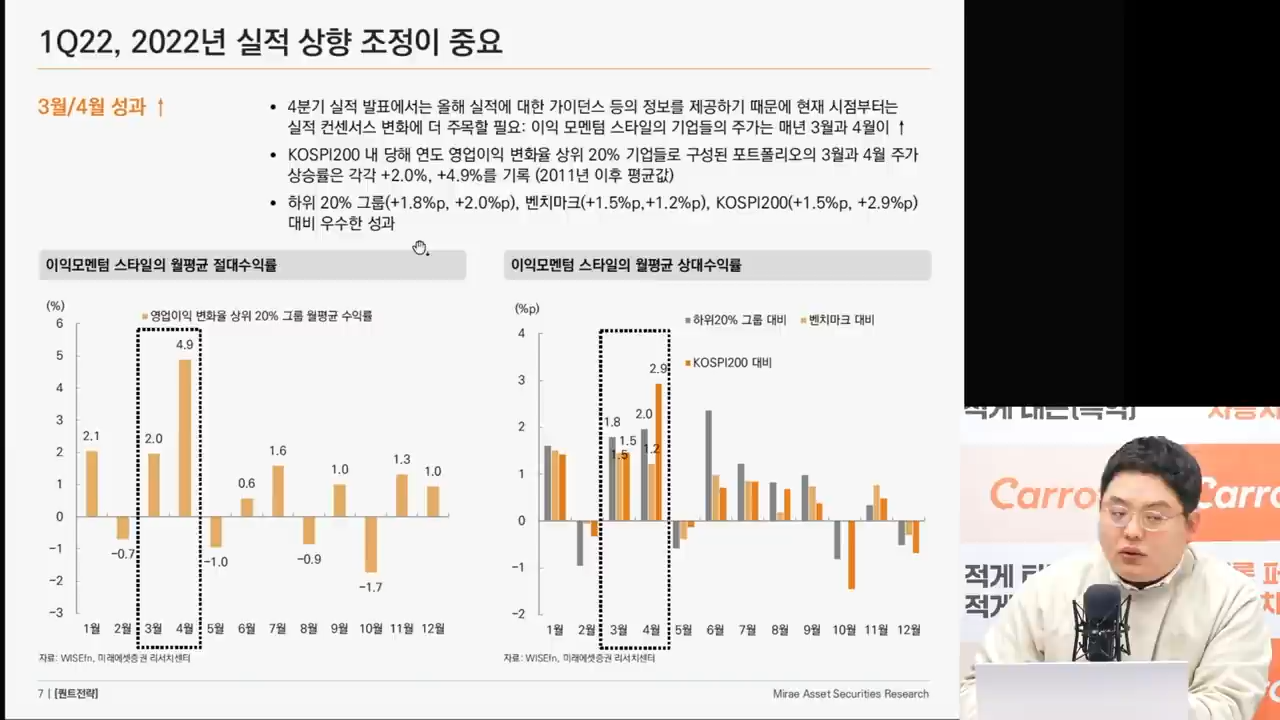 1Q22, 2022년 실적 상향 조정이 중요
3월/4월 성과 ↑
• 4분기 실적 발표에서는 올해 실적에 대한 가이던스 등의 정보를 제공하기 때문에 현재 시점부터는
실적 컨센서스 변화에 더 주목할 필요: 이익 모멘텀 스타일의 기업들의 주가는 매년 3월과 4월이 ↑
• KOSPI200 내 당해 연도 영업이익 변화율 상위 20% 기업들로 구성된 포트폴리오의 3월과 4월 주가
상승률은 각각 +2.0%, +4.9%를 기록 (2011년 이후 평균값)
• 하위 20% 그룹(+1.8%p, +2.0%p), 벤치마크(+1.5%p,+1.2%p), KOSPI200(+1.5%p, +2.9%p)
대비 우수한 성과
이익모멘텀 스타일의 월평균 절대수익률
(%)
영업이익 변화율 상위 20% 그룹 월평균 수익률
6
5
4
3
2
1
0
−1
−2
−3
2.1
−0.7
2.0
4.9
−1.0
0.6
1.6
−0.9
1.0
−1.7
1.3
1.0
1월 2월 3월 4월 5월 6월 7월 8월 9월 10월 11월 12월
자료: WISEfn, 미래에셋증권 리서치센터
이익모멘텀 스타일의 월평균 상대수익률
(%p)
하위20% 그룹 대비 벤치마크 대비
KOSPI200 대비
4
3
2
1
0
−1
−2
1.8
1.5
1.5
2.0
1.2
2.9
1월 2월 3월 4월 5월 6월 7월 8월 9월 10월 11월 12월
자료: WISEfn, 미래에셋증권 리서치센터
7 | [퀀트전략]
Mirae Asset Securities Research
Carro
Carro
적게
적게